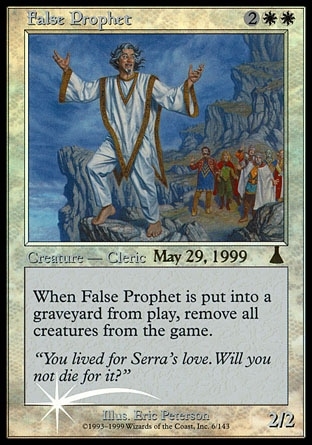 False Prophet 2
Creature — Cleric May 29, 1999
When False Prophet is put into a
graveyard from play, remove all
creatures from the game.
“You lived for Serra’s love. Will you
not die for it?”
Illus. Eric Peterson
©1993-1999 Wizards of the Coast, Inc. 6/143
2/2